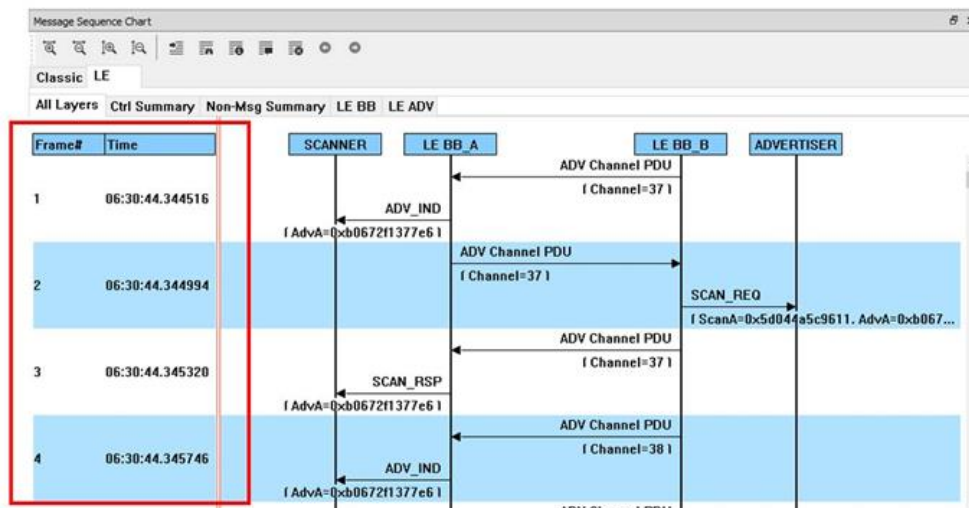 Message Sequence Chart
Classic LE
All Layers Ctrl Summary Non-Msg Summary LE BB LE ADV
Frame# Time SCANNER LE BB_A LE BB_B ADVERTISER
ADV Channel PDU
[ Channel=37 ]
1 06:30:44.344516
ADV_IND
[ AdvA=0xb0672f1377e6 ]
ADV Channel PDU
[ Channel=37 ]
2 06:30:44.344994
SCAN_REQ
[ ScanA=0x5d044a5c9611, AdvA=0xb067...
ADV Channel PDU
[ Channel=37 ]
3 06:30:44.345320
SCAN_RSP
[ AdvA=0xb0672f1377e6 ]
ADV Channel PDU
[ Channel=38 ]
4 06:30:44.345746
ADV_IND
[ AdvA=0xb0672f1377e6 ]
ADV Channel PDU